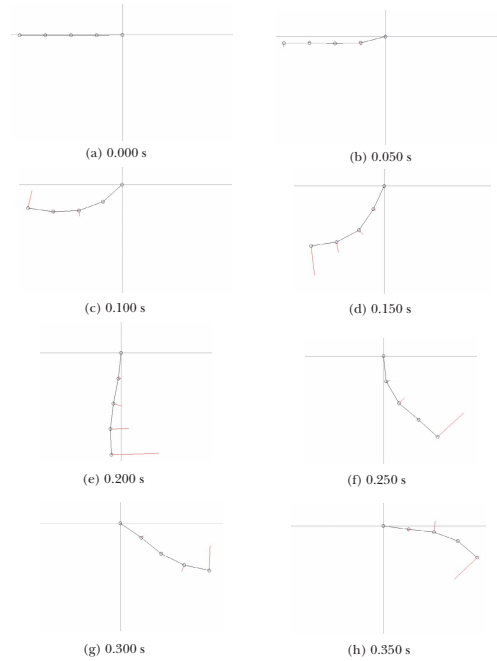 (a) 0.000 s
(b) 0.050 s
(c) 0.100 s
(d) 0.150 s
(e) 0.200 s
(f) 0.250 s
(g) 0.300 s
(h) 0.350 s